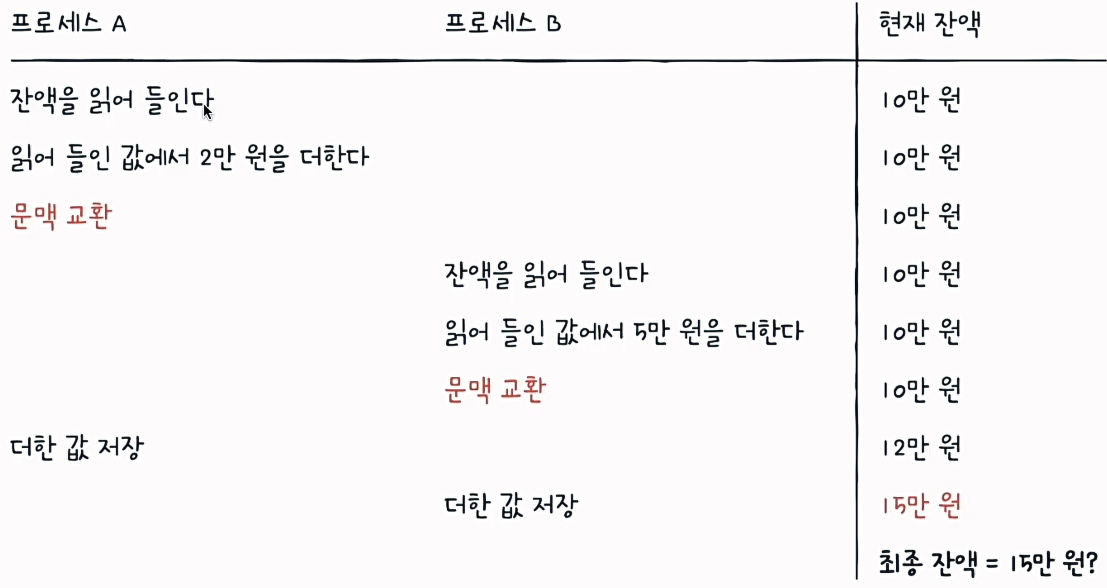 프로세스 A 프로세스 B 현재 잔액
잔액을 읽어 들인다 10만 원
읽어 들인 값에서 2만 원을 더한다 10만 원
문맥 교환 10만 원
잔액을 읽어 들인다 10만 원
읽어 들인 값에서 5만 원을 더한다 10만 원
문맥 교환 10만 원
더한 값 저장 12만 원
더한 값 저장 15만 원
최종 잔액 = 15만 원?